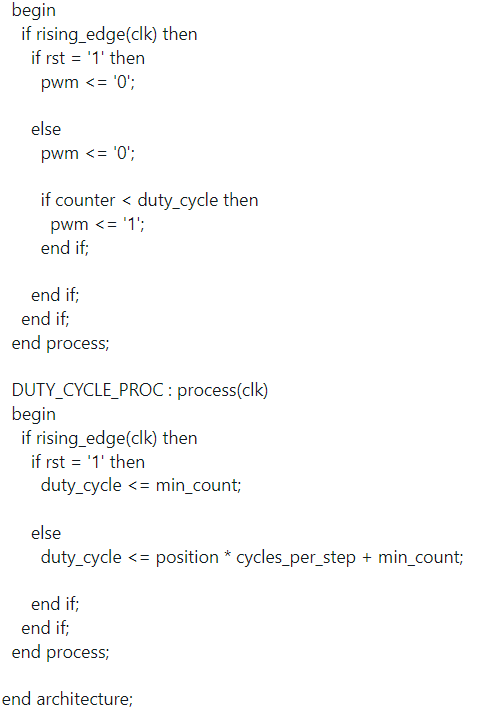 begin
if rising_edge(clk) then
if rst = '1' then
pwm <= '0';
else
pwm <= '0';
if counter < duty_cycle then
pwm <= '1';
end if;
end if;
end if;
end process;
DUTY_CYCLE_PROC : process(clk)
begin
if rising_edge(clk) then
if rst = '1' then
duty_cycle <= min_count;
else
duty_cycle <= position * cycles_per_step + min_count;
end if;
end if;
end process;
end architecture;